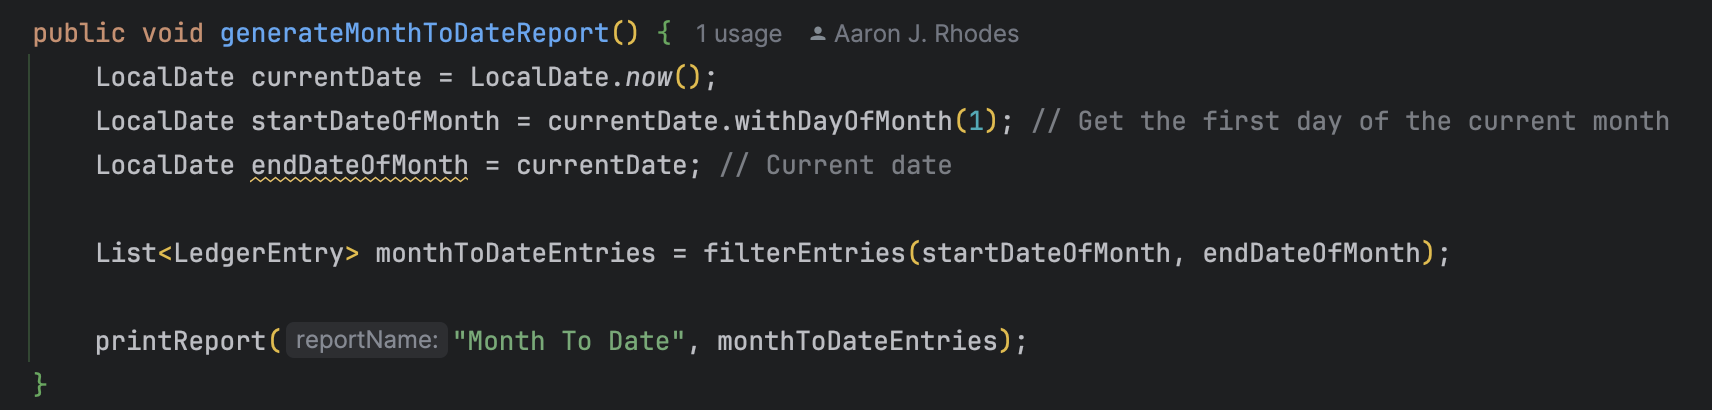 public void generateMonthToDateReport() { 1 usage Aaron J. Rhodes
LocalDate currentDate = LocalDate.now();
LocalDate startDateOfMonth = currentDate.withDayOfMonth(1); // Get the first day of the current month
LocalDate endDateOfMonth = currentDate; // Current date
List<LedgerEntry> monthToDateEntries = filterEntries(startDateOfMonth, endDateOfMonth);
printReport( reportName: "Month To Date", monthToDateEntries);
}